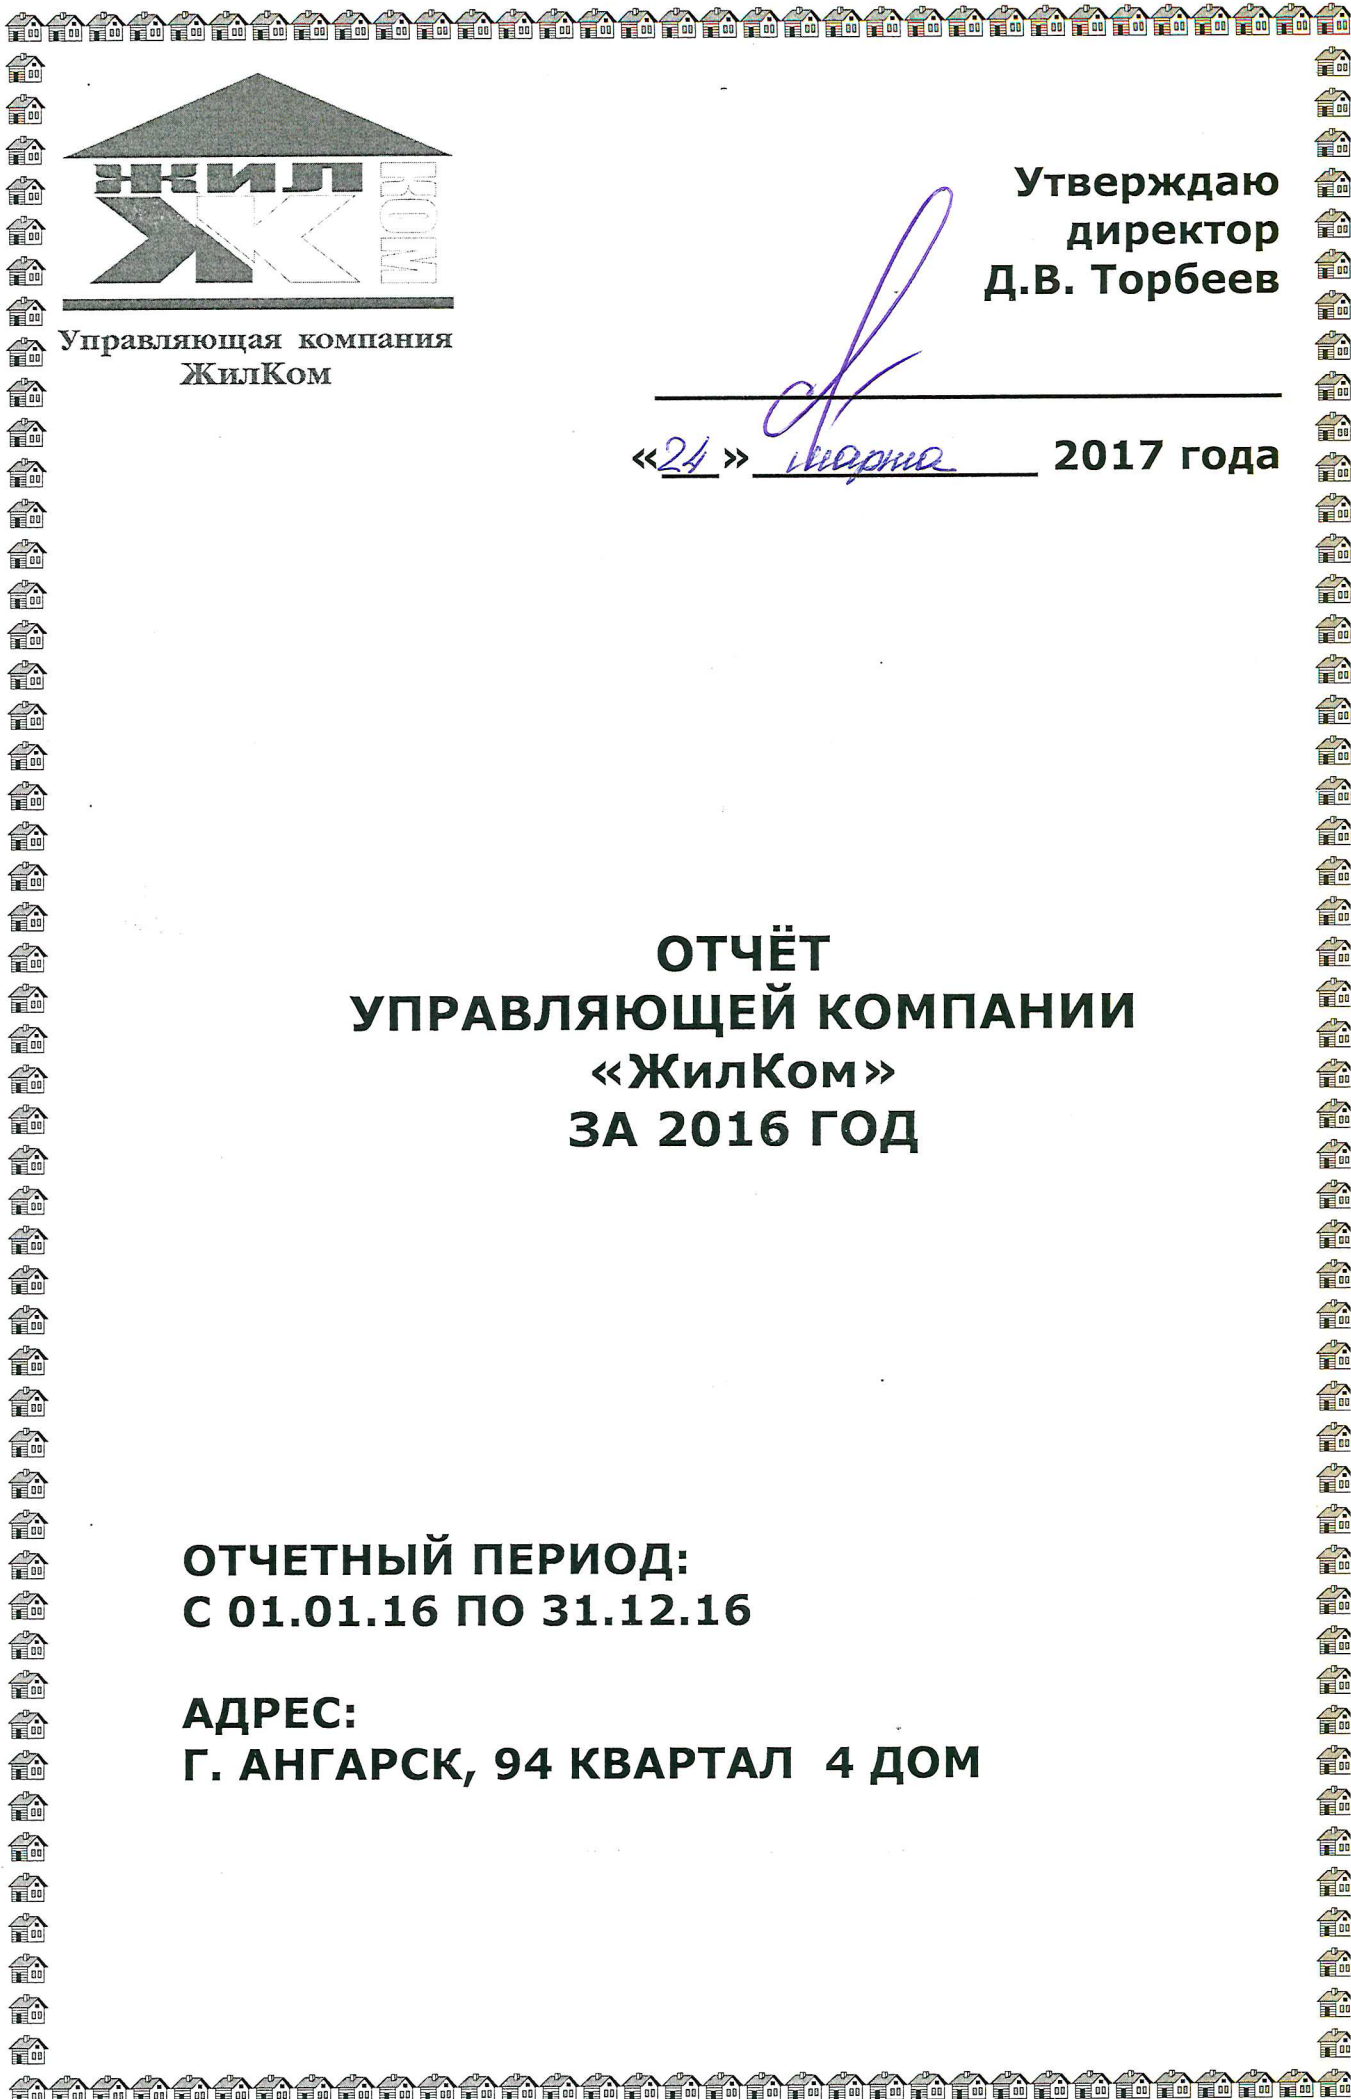 ЖИЛ
КОМ
ЖК
Управляющая компания
ЖилКом
Утверждаю
директор
Д.В. Торбеев
«24» марта 2017 года
ОТЧЁТ
УПРАВЛЯЮЩЕЙ КОМПАНИИ
«ЖилКом»
ЗА 2016 ГОД
ОТЧЕТНЫЙ ПЕРИОД:
С 01.01.16 ПО 31.12.16
АДРЕС:
Г. АНГАРСК, 94 КВАРТАЛ 4 ДОМ